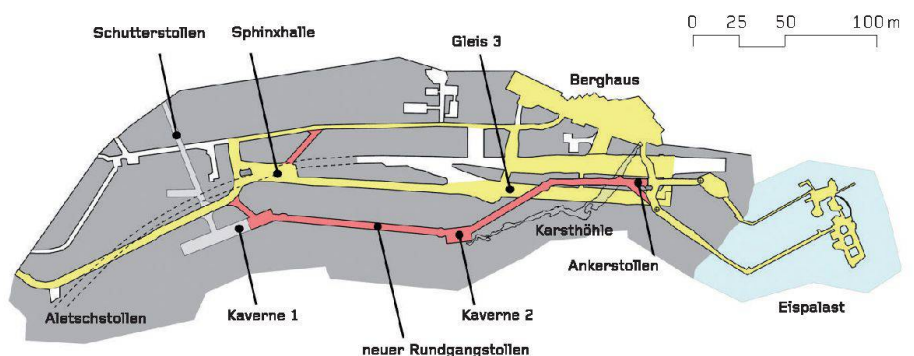 0 25 50 100 m
Schutterstollen
Sphinxhalle
Gleis 3
Berghaus
Karsthöhle
Ankerstollen
Aletschstollen
Kaverne 1
Kaverne 2
Eispalast
neuer Rundgangstollen